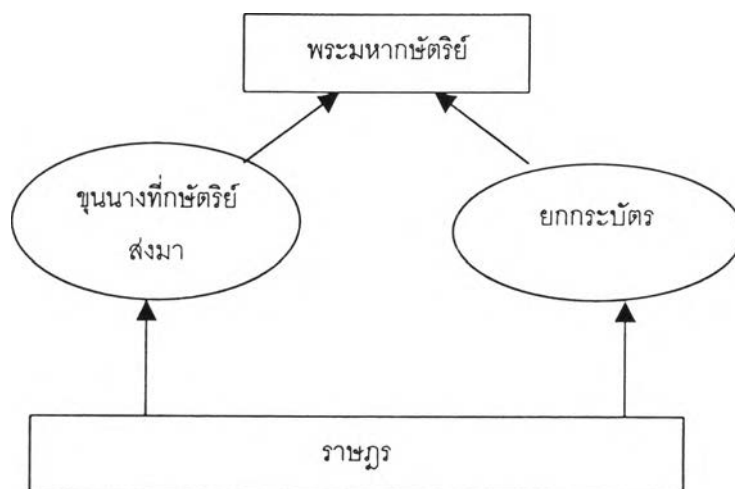 พระมหากษัตริย์
ขุนนางที่กษัตริย์
ส่งมา
ยกกระบัตร
ราษฎร